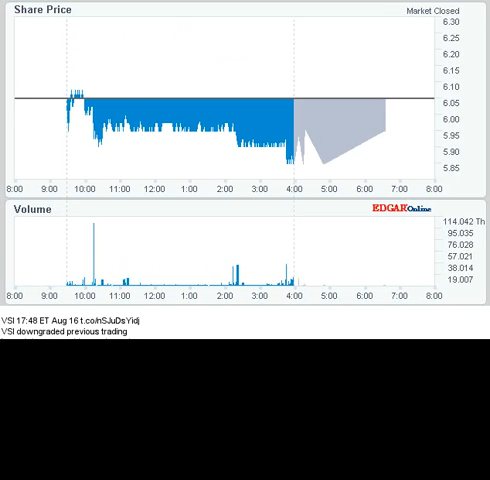 Share Price
Market Closed
6.30
6.25
6.20
6.15
6.10
6.05
6.00
5.95
5.90
5.85
8:00 9:00 10:00 11:00 12:00 1:00 2:00 3:00 4:00 5:00 6:00 7:00 8:00
Volume
EDGAROnline
114.042 Th
95.035
76.028
57.021
38.014
19.007
8:00 9:00 10:00 11:00 12:00 1:00 2:00 3:00 4:00 5:00 6:00 7:00 8:00
VSI 17:48 ET Aug 16 t.co/nSJuDsYidj
VSI downgraded previous trading